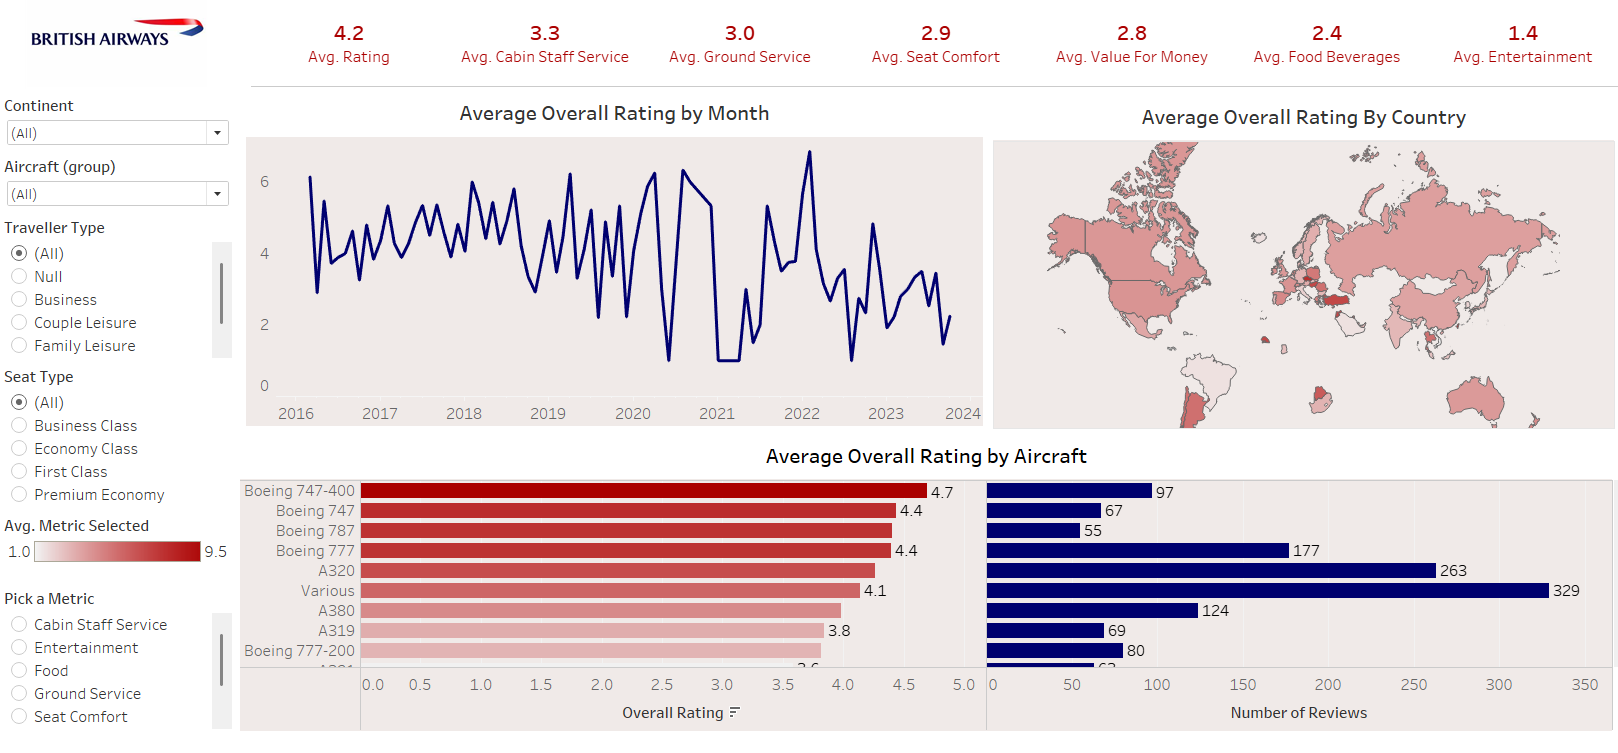 BRITISH AIRWAYS
4.2
Avg. Rating
3.3
Avg. Cabin Staff Service
3.0
Avg. Ground Service
2.9
Avg. Seat Comfort
2.8
Avg. Value For Money
2.4
Avg. Food Beverages
1.4
Avg. Entertainment
Continent
(All)
Aircraft (group)
(All)
Traveller Type
(All)
Null
Business
Couple Leisure
Family Leisure
Seat Type
(All)
Business Class
Economy Class
First Class
Premium Economy
Avg. Metric Selected
1.0 9.5
Pick a Metric
Cabin Staff Service
Entertainment
Food
Ground Service
Seat Comfort
Average Overall Rating by Month
6
4
2
0
2016 2017 2018 2019 2020 2021 2022 2023 2024
Average Overall Rating By Country
Average Overall Rating by Aircraft
Boeing 747-400 4.7 97
Boeing 747 4.4 67
Boeing 787 55
Boeing 777 4.4 177
A320 263
Various 4.1 329
A380 124
A319 3.8 69
Boeing 777-200 80
0.0 0.5 1.0 1.5 2.0 2.5 3.0 3.5 4.0 4.5 5.0 0 50 100 150 200 250 300 350
Overall Rating Number of Reviews